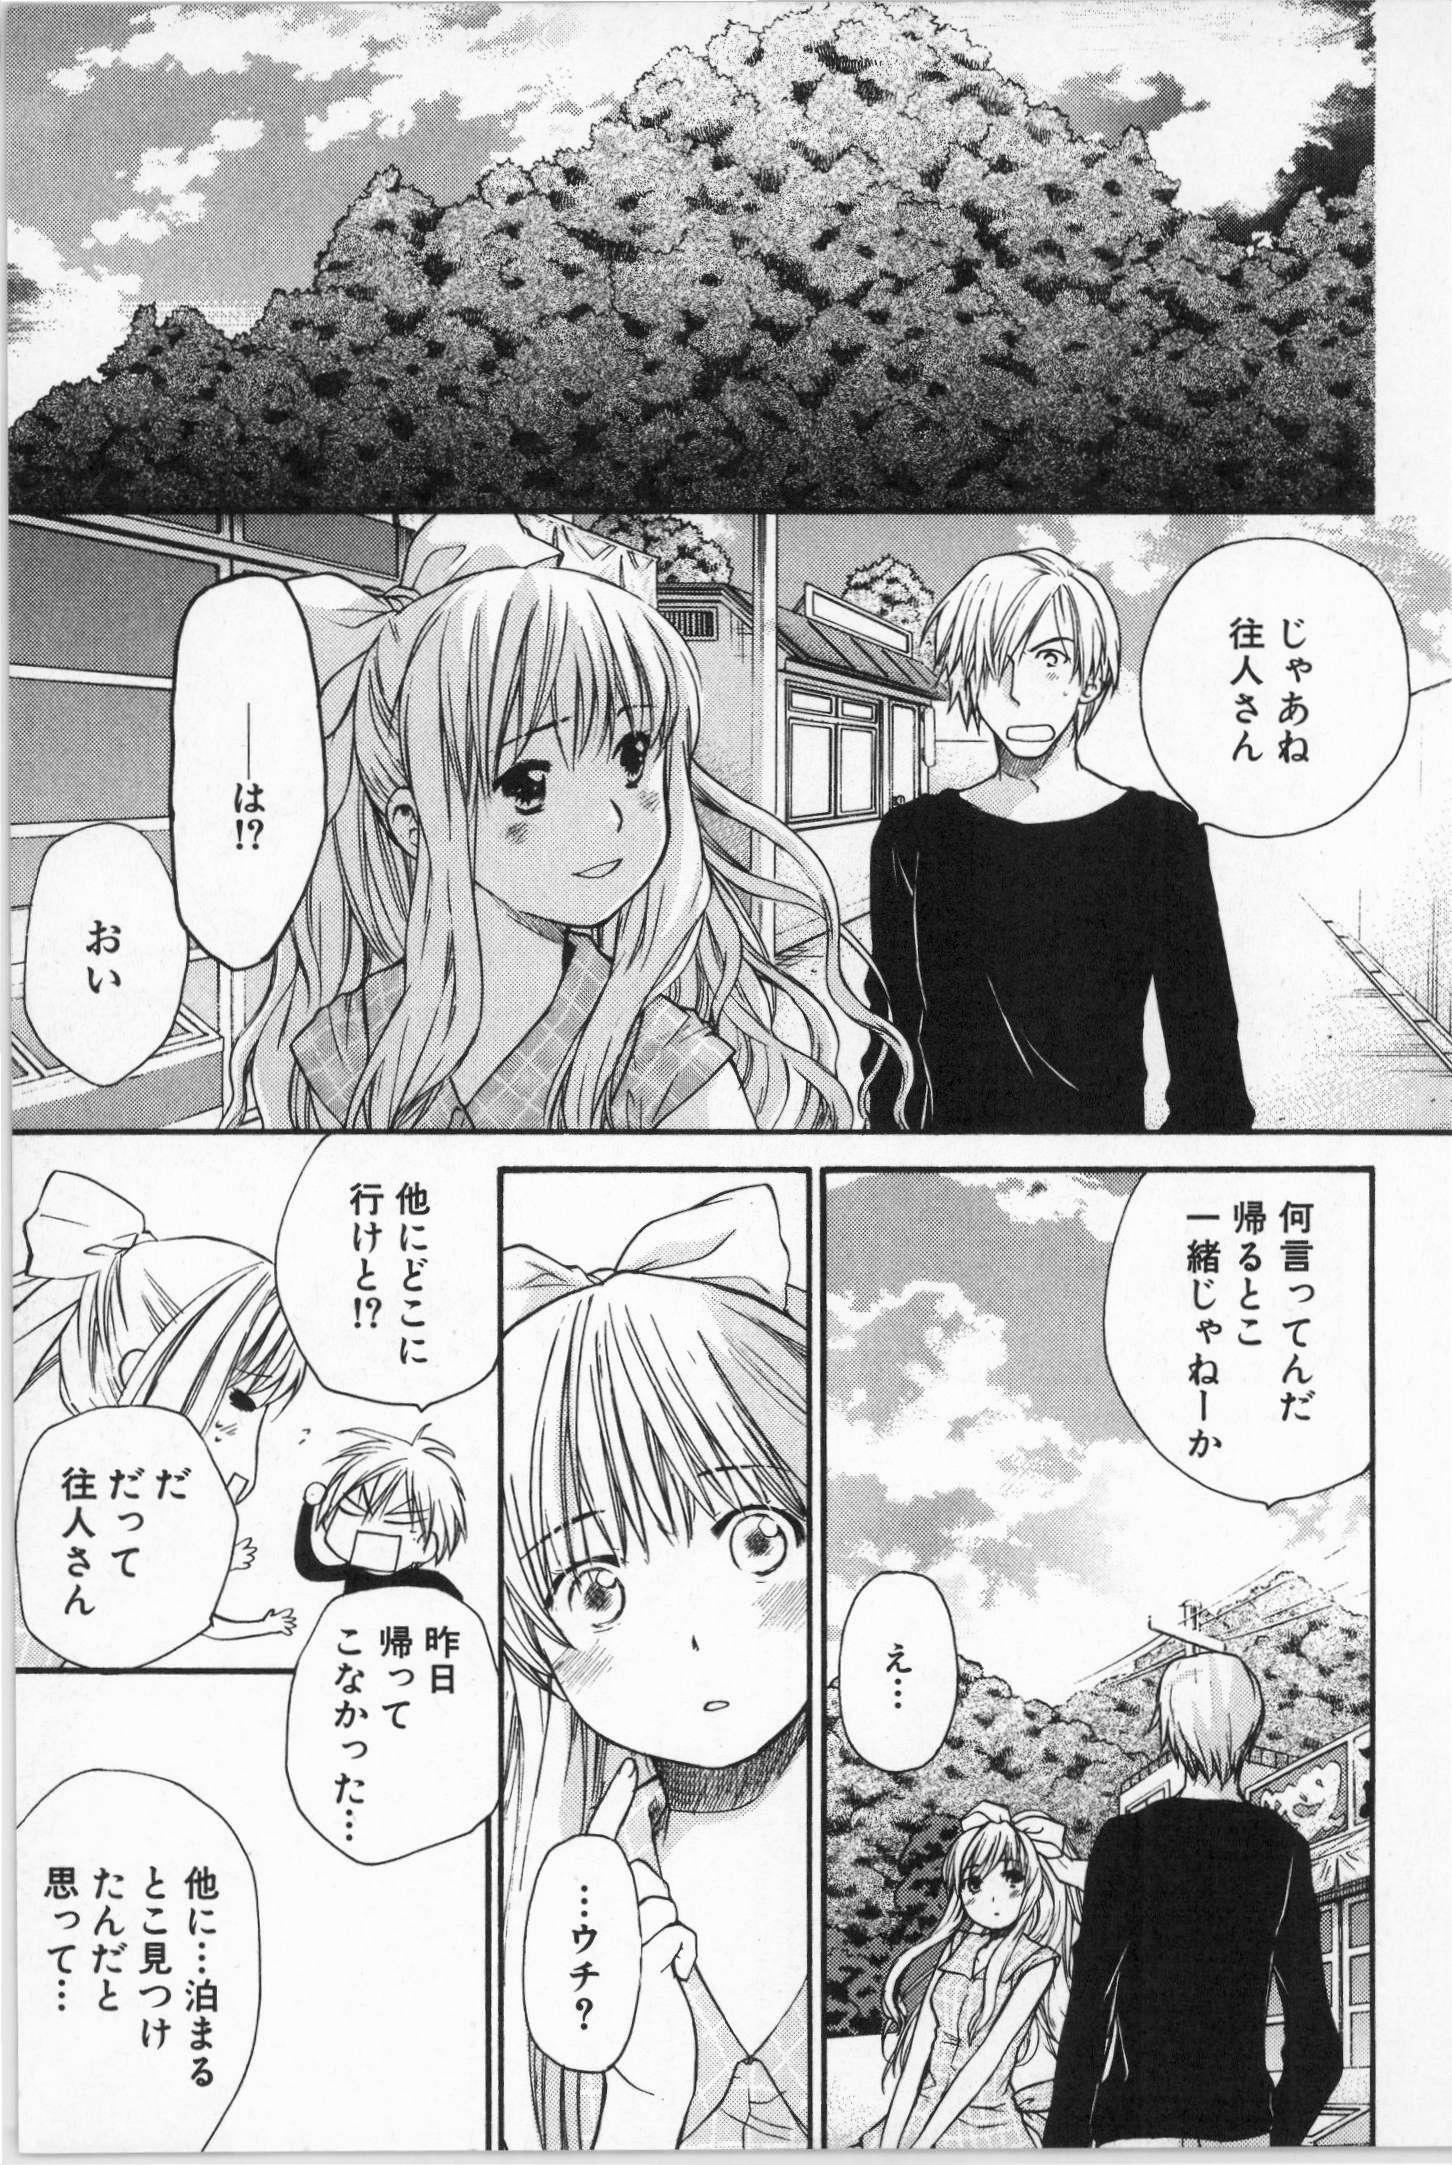 じゃあね
往人さん
──は!?
おい
何言ってんだ
帰るとこ
一緒じゃねーか
え…
…ウチ?
他にどこに
行けと!?
だ
だって
往人さん
昨日
帰って
こなかった…
他に…泊まる
とこ見つけ
たんだと
思って…